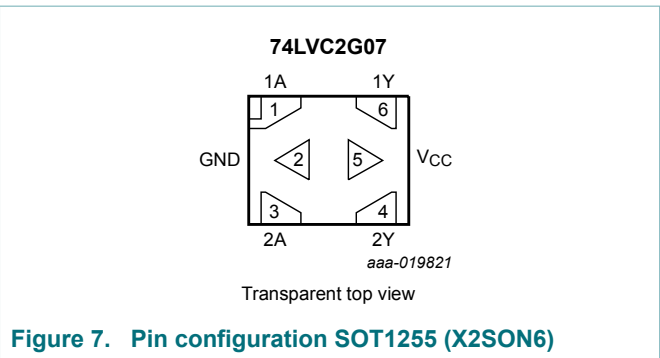 74LVC2G07
1A 1Y
1 6
GND 2 5 VCC
3 4
2A 2Y
aaa-019821
Transparent top view
Figure 7. Pin configuration SOT1255 (X2SON6)